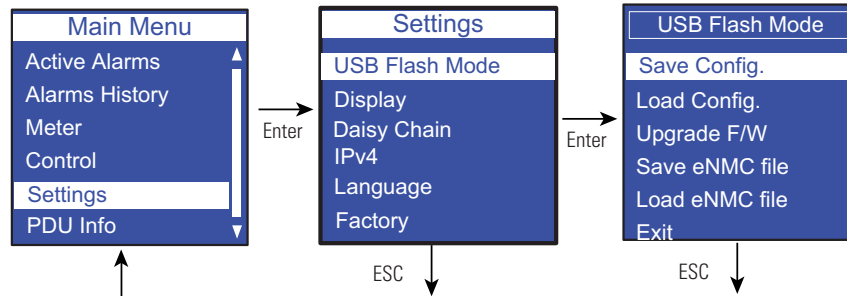 Main Menu
Active Alarms
Alarms History
Meter
Control
Settings
PDU Info
Enter
Settings
USB Flash Mode
Display
Daisy Chain
IPv4
Language
Factory
ESC
Enter
USB Flash Mode
Save Config.
Load Config.
Upgrade F/W
Save eNMC file
Load eNMC file
Exit
ESC